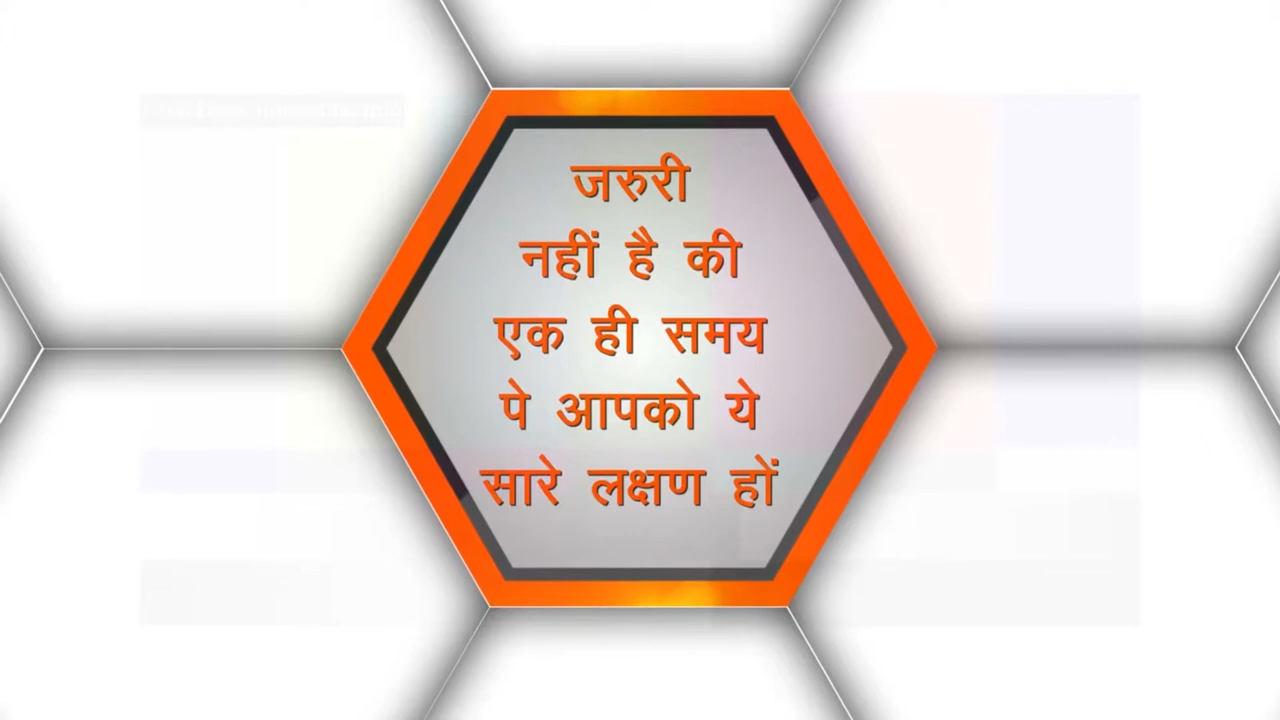 जरुरी
नहीं है की
एक ही समय
पे आपको ये
सारे लक्षण हों